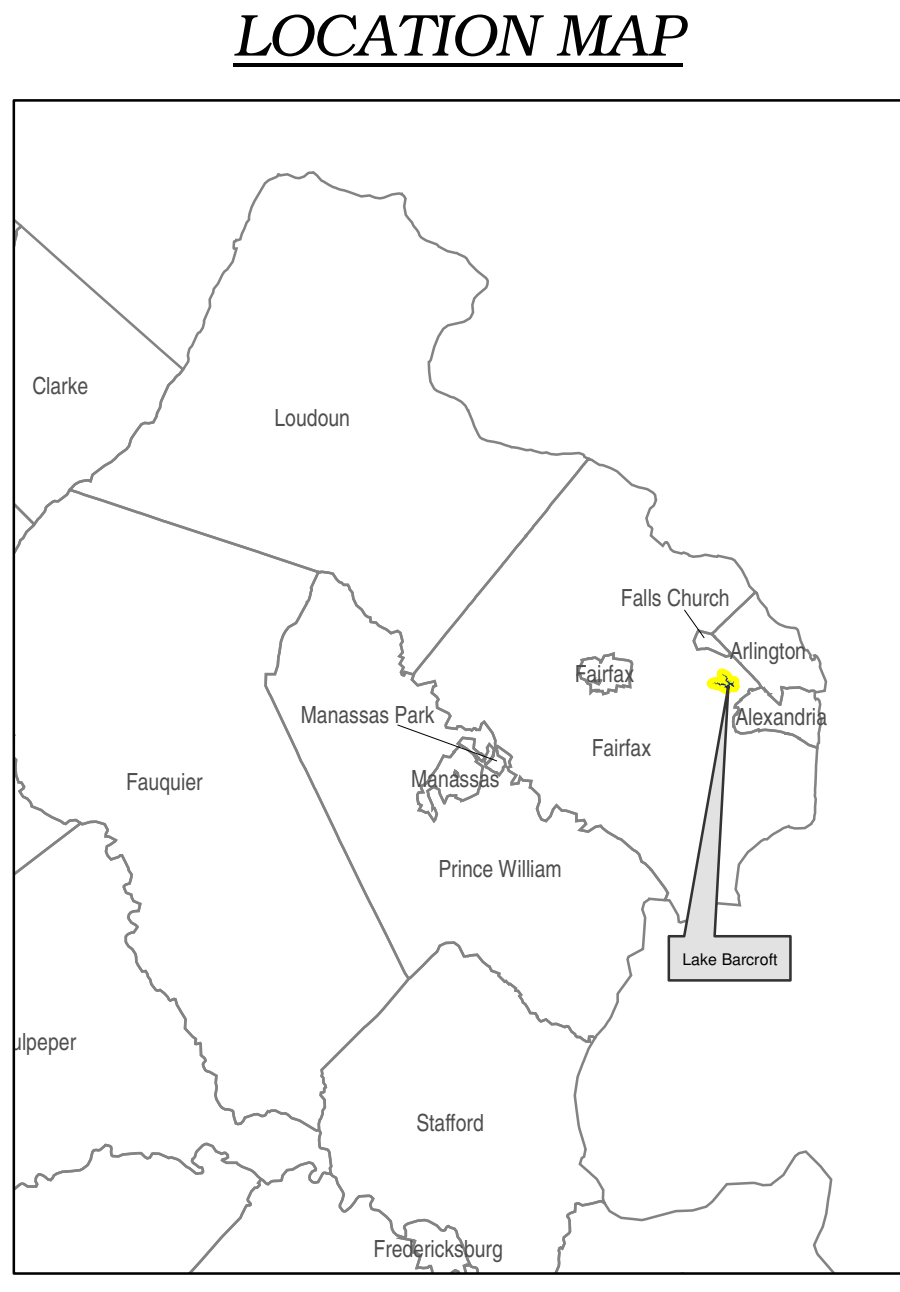 LOCATION MAP
Clarke
Loudoun
Falls Church
Arlington
Fairfax
Manassas Park
Alexandria
Fairfax
Fauquier
Manassas
Prince William
Lake Barcroft
ulpeper
Stafford
Fredericksburg